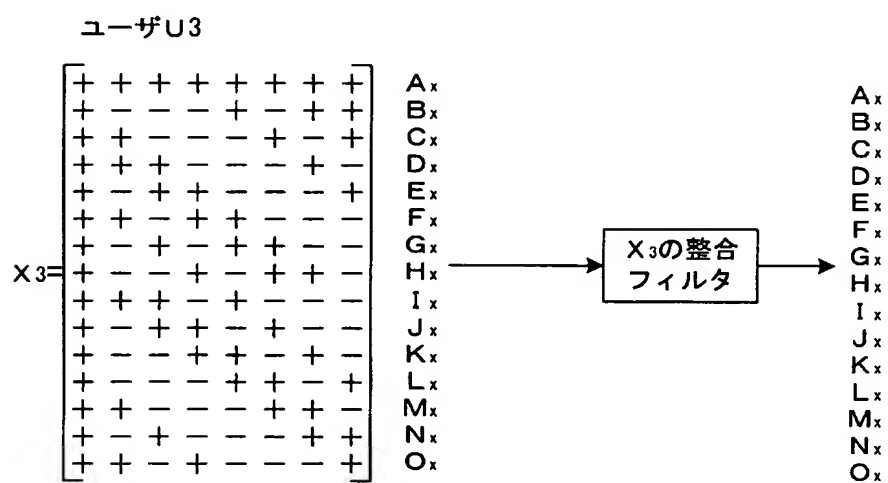 ユーザU3
+ + + + + + + + Ax
+ − − − + − + + Bx
+ + − − − + − + Cx
+ + + − − − + − Dx
+ − + + − − − + Ex
+ + − + + − − − Fx
+ − + − + + − − Gx
X3= + − − + − + + − Hx
+ + + − + − − − Ix
+ − + + − + − − Jx
+ − − + + − + − Kx
+ − − − + + − + Lx
+ + − − − + + − Mx
+ − + − − − + + Nx
+ + − + − − − + Ox
X3の整合
フィルタ
Ax
Bx
Cx
Dx
Ex
Fx
Gx
Hx
Ix
Jx
Kx
Lx
Mx
Nx
Ox